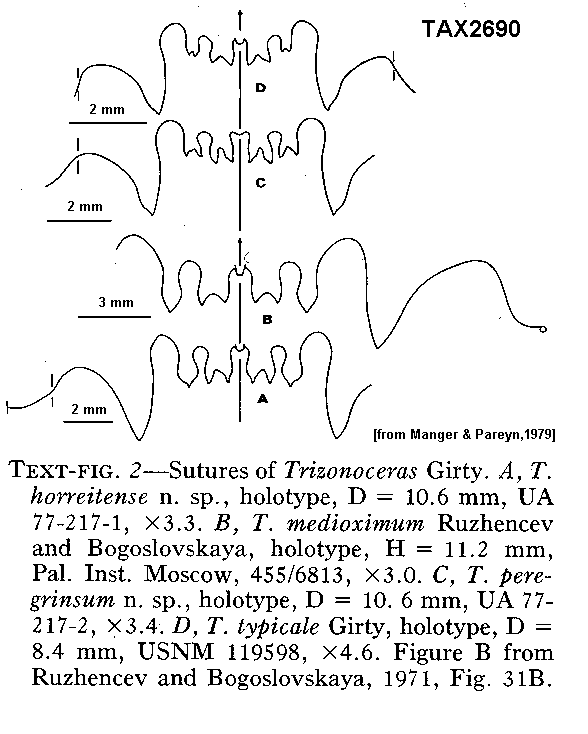 TAX2690
D
2 mm
C
2 mm
3 mm
B
A
2 mm
[from Manger & Pareyn,1979]
TEXT-FIG. 2—Sutures of Trizonoceras Girty. A, T.
horreitense n. sp., holotype, D = 10.6 mm, UA
77-217-1, ×3.3. B, T. medioximum Ruzhencev
and Bogoslovskaya, holotype, H = 11.2 mm,
Pal. Inst. Moscow, 455/6813, ×3.0. C, T. pere-
grinsum n. sp., holotype, D = 10. 6 mm, UA 77-
217-2, ×3.4. D, T. typicale Girty, holotype, D =
8.4 mm, USNM 119598, ×4.6. Figure B from
Ruzhencev and Bogoslovskaya, 1971, Fig. 31B.